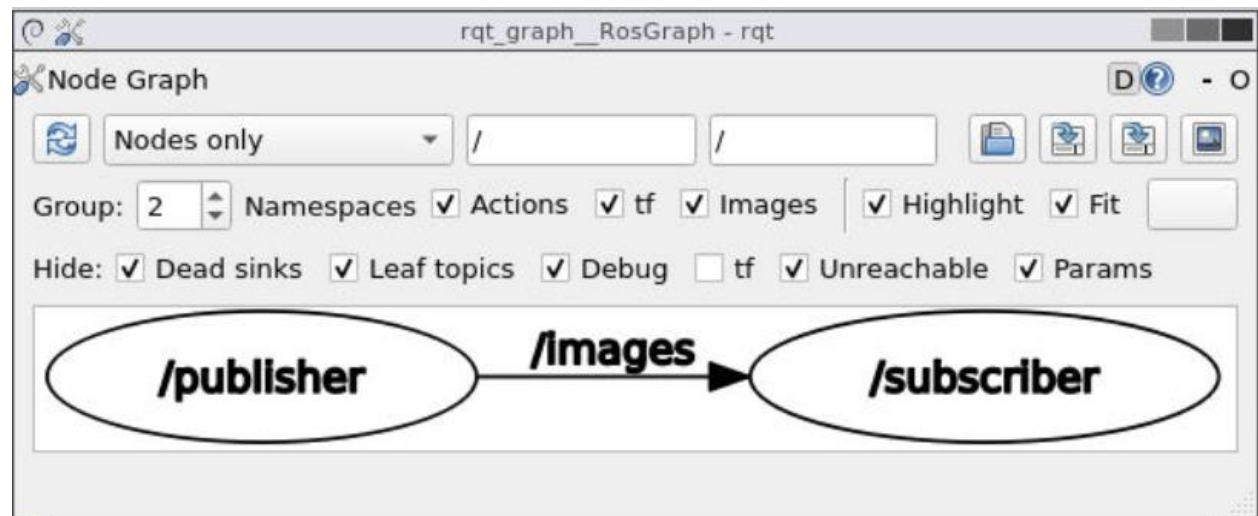 rqt_graph__RosGraph - rqt
Node Graph D ? - O
Nodes only / /
Group: 2 Namespaces Actions tf Images Highlight Fit
Hide: Dead sinks Leaf topics Debug tf Unreachable Params
/publisher /images /subscriber